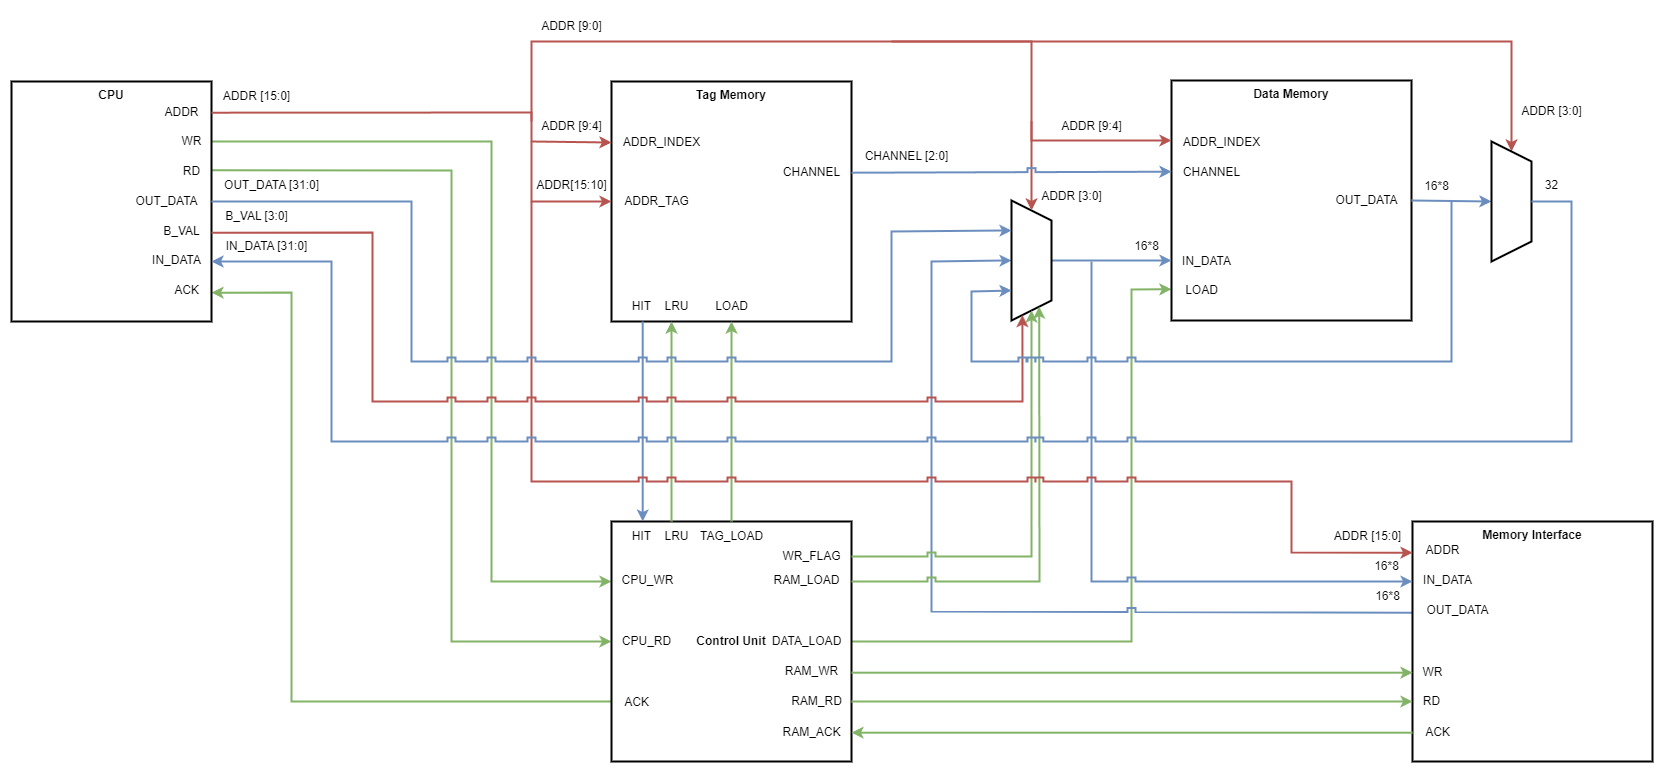 ADDR [9:0]
CPU
ADDR
WR
RD
OUT_DATA
B_VAL
IN_DATA
ACK
ADDR [15:0]
OUT_DATA [31:0]
B_VAL [3:0]
IN_DATA [31:0]
ADDR [9:4]
ADDR[15:10]
Tag Memory
ADDR_INDEX
CHANNEL
ADDR_TAG
HIT LRU LOAD
CHANNEL [2:0]
ADDR [9:4]
ADDR [3:0]
16*8
Data Memory
ADDR_INDEX
CHANNEL
OUT_DATA
IN_DATA
LOAD
16*8
ADDR [3:0]
32
HIT LRU TAG_LOAD
WR_FLAG
CPU_WR RAM_LOAD
CPU_RD Control Unit DATA_LOAD
RAM_WR
ACK RAM_RD
RAM_ACK
ADDR [15:0]
16*8
16*8
Memory Interface
ADDR
IN_DATA
OUT_DATA
WR
RD
ACK